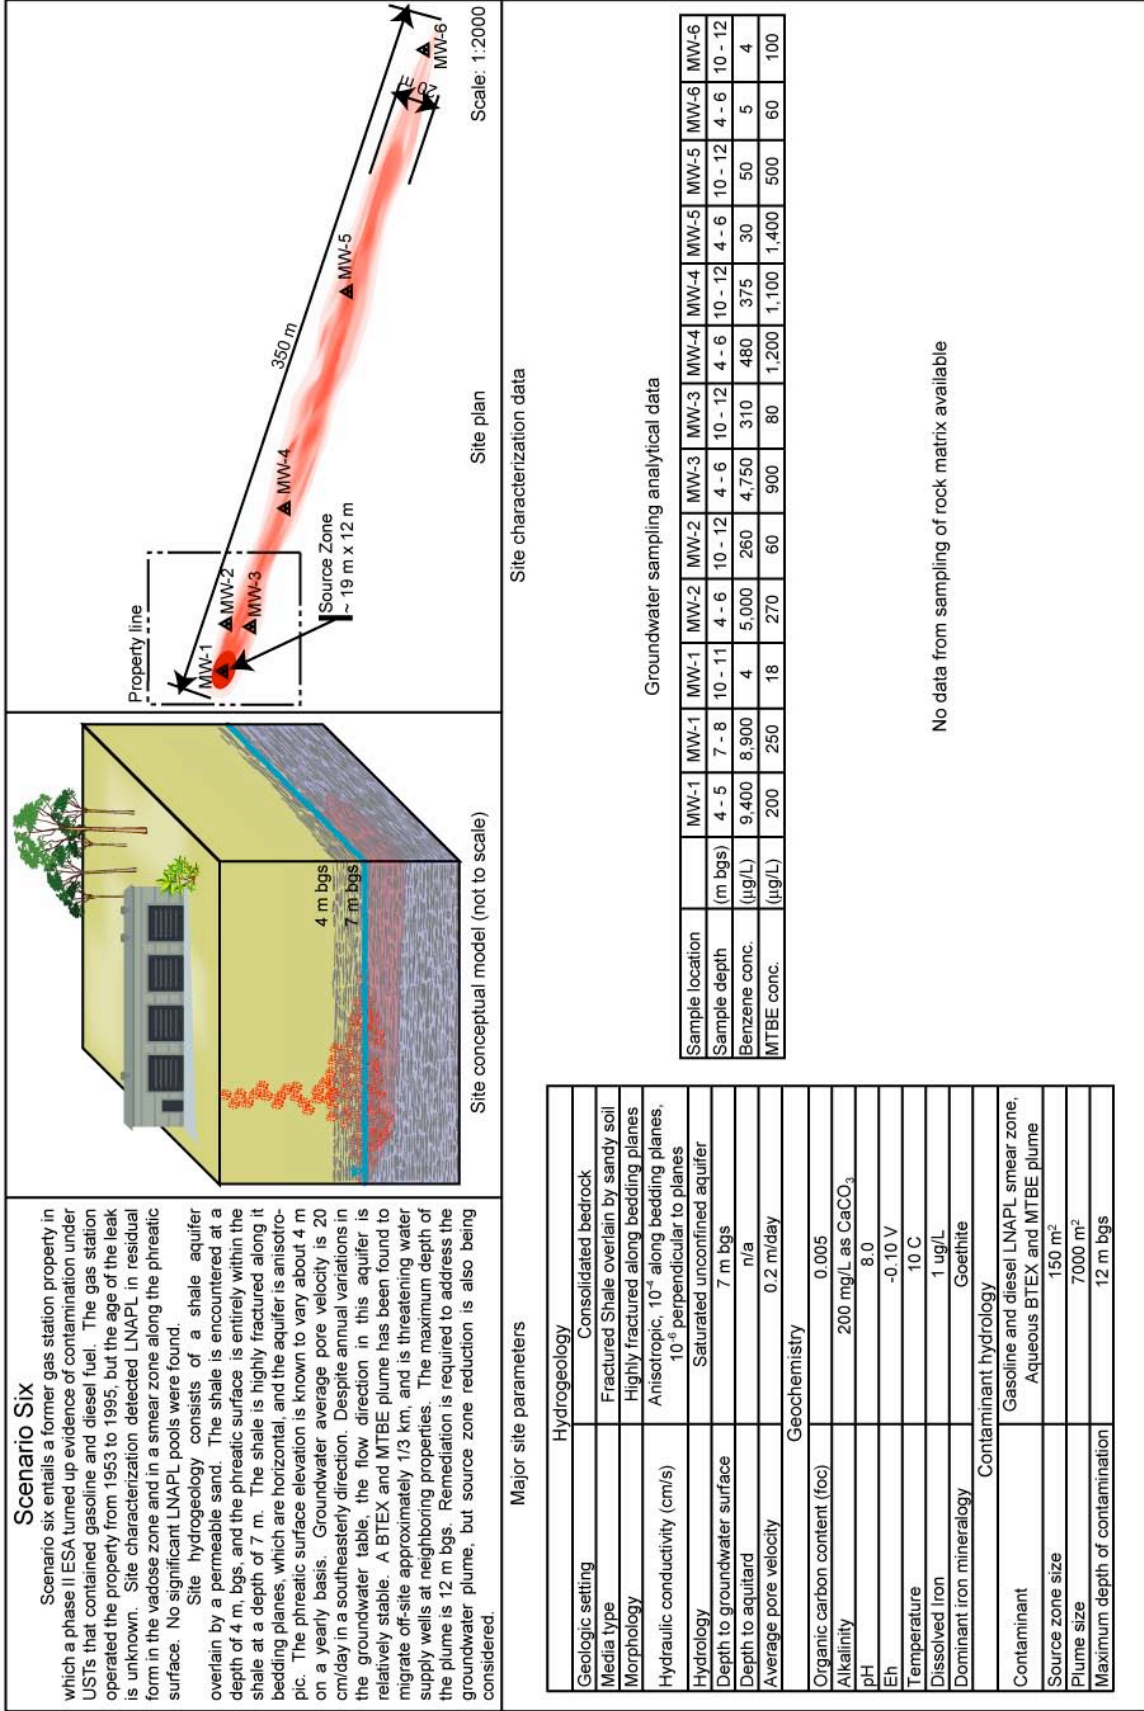 Scenario Six
Scenario six entails a former gas station property in
which a phase II ESA turned up evidence of contamination under
USTs that contained gasoline and diesel fuel. The gas station
operated the property from 1953 to 1995, but the age of the leak
is unknown. Site characterization detected LNAPL in residual
form in the vadose zone and in a smear zone along the phreatic
surface. No significant LNAPL pools were found.
Site hydrogeology consists of a shale aquifer
overlain by a permeable sand. The shale is encountered at a
depth of 4 m, bgs, and the phreatic surface is entirely within the
shale at a depth of 7 m. The shale is highly fractured along it
bedding planes, which are horizontal, and the aquifer is anisotro-
pic. The phreatic surface elevation is known to vary about 4 m
on a yearly basis. Groundwater average pore velocity is 20
cm/day in a southeasterly direction. Despite annual variations in
the groundwater table, the flow direction in this aquifer is
relatively stable. A BTEX and MTBE plume has been found to
migrate off-site approximately 1/3 km, and is threatening water
supply wells at neighboring properties. The maximum depth of
the plume is 12 m bgs. Remediation is required to address the
groundwater plume, but source zone reduction is also being
considered.
4 m bgs
7 m bgs
Site conceptual model (not to scale)
Property line
MW-1
MW-2
MW-3
Source Zone
~ 19 m x 12 m
MW-4
350 m
MW-5
20 m
MW-6
Site plan
Scale: 1:2000
Major site parameters
Hydrogeology
Geologic setting Consolidated bedrock
Media type Fractured Shale overlain by sandy soil
Morphology Highly fractured along bedding planes
Hydraulic conductivity (cm/s) Anisotropic, 10⁻⁴ along bedding planes,
10⁻⁶ perpendicular to planes
Hydrology Saturated unconfined aquifer
Depth to groundwater surface 7 m bgs
Depth to aquitard n/a
Average pore velocity 0.2 m/day
Geochemistry
Organic carbon content (foc) 0.005
Alkalinity 200 mg/L as CaCO₃
pH 8.0
Eh -0.10 V
Temperature 10 C
Dissolved Iron 1 ug/L
Dominant iron mineralogy Goethite
Contaminant hydrology
Contaminant Gasoline and diesel LNAPL smear zone,
Aqueous BTEX and MTBE plume
Source zone size 150 m²
Plume size 7000 m²
Maximum depth of contamination 12 m bgs
Site characterization data
Groundwater sampling analytical data
Sample location MW-1 MW-1 MW-1 MW-2 MW-2 MW-3 MW-3 MW-4 MW-4 MW-5 MW-5 MW-6 MW-6
Sample depth (m bgs) 4 - 5 7 - 8 10 - 11 4 - 6 10 - 12 4 - 6 10 - 12 4 - 6 10 - 12 4 - 6 10 - 12 4 - 6 10 - 12
Benzene conc. (µg/L) 9,400 8,900 4 5,000 260 4,750 310 480 375 30 50 5 4
MTBE conc. (µg/L) 200 250 18 270 60 900 80 1,200 1,100 1,400 500 60 100
No data from sampling of rock matrix available